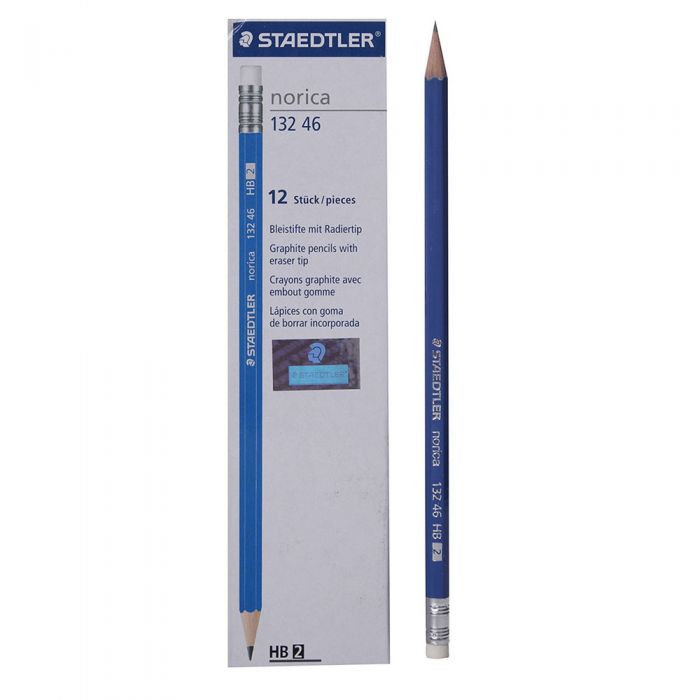 STAEDTLER®
norica
132 46
12 Stück/pieces
Bleistifte mit Radiertip
Graphite pencils with
eraser tip
Crayons graphite avec
embout gomme
Lápices con goma
de borrar incorporada
STAEDTLER
HB 2
STAEDTLER norica 132 46 HB 2
STAEDTLER norica 132 46 HB 2